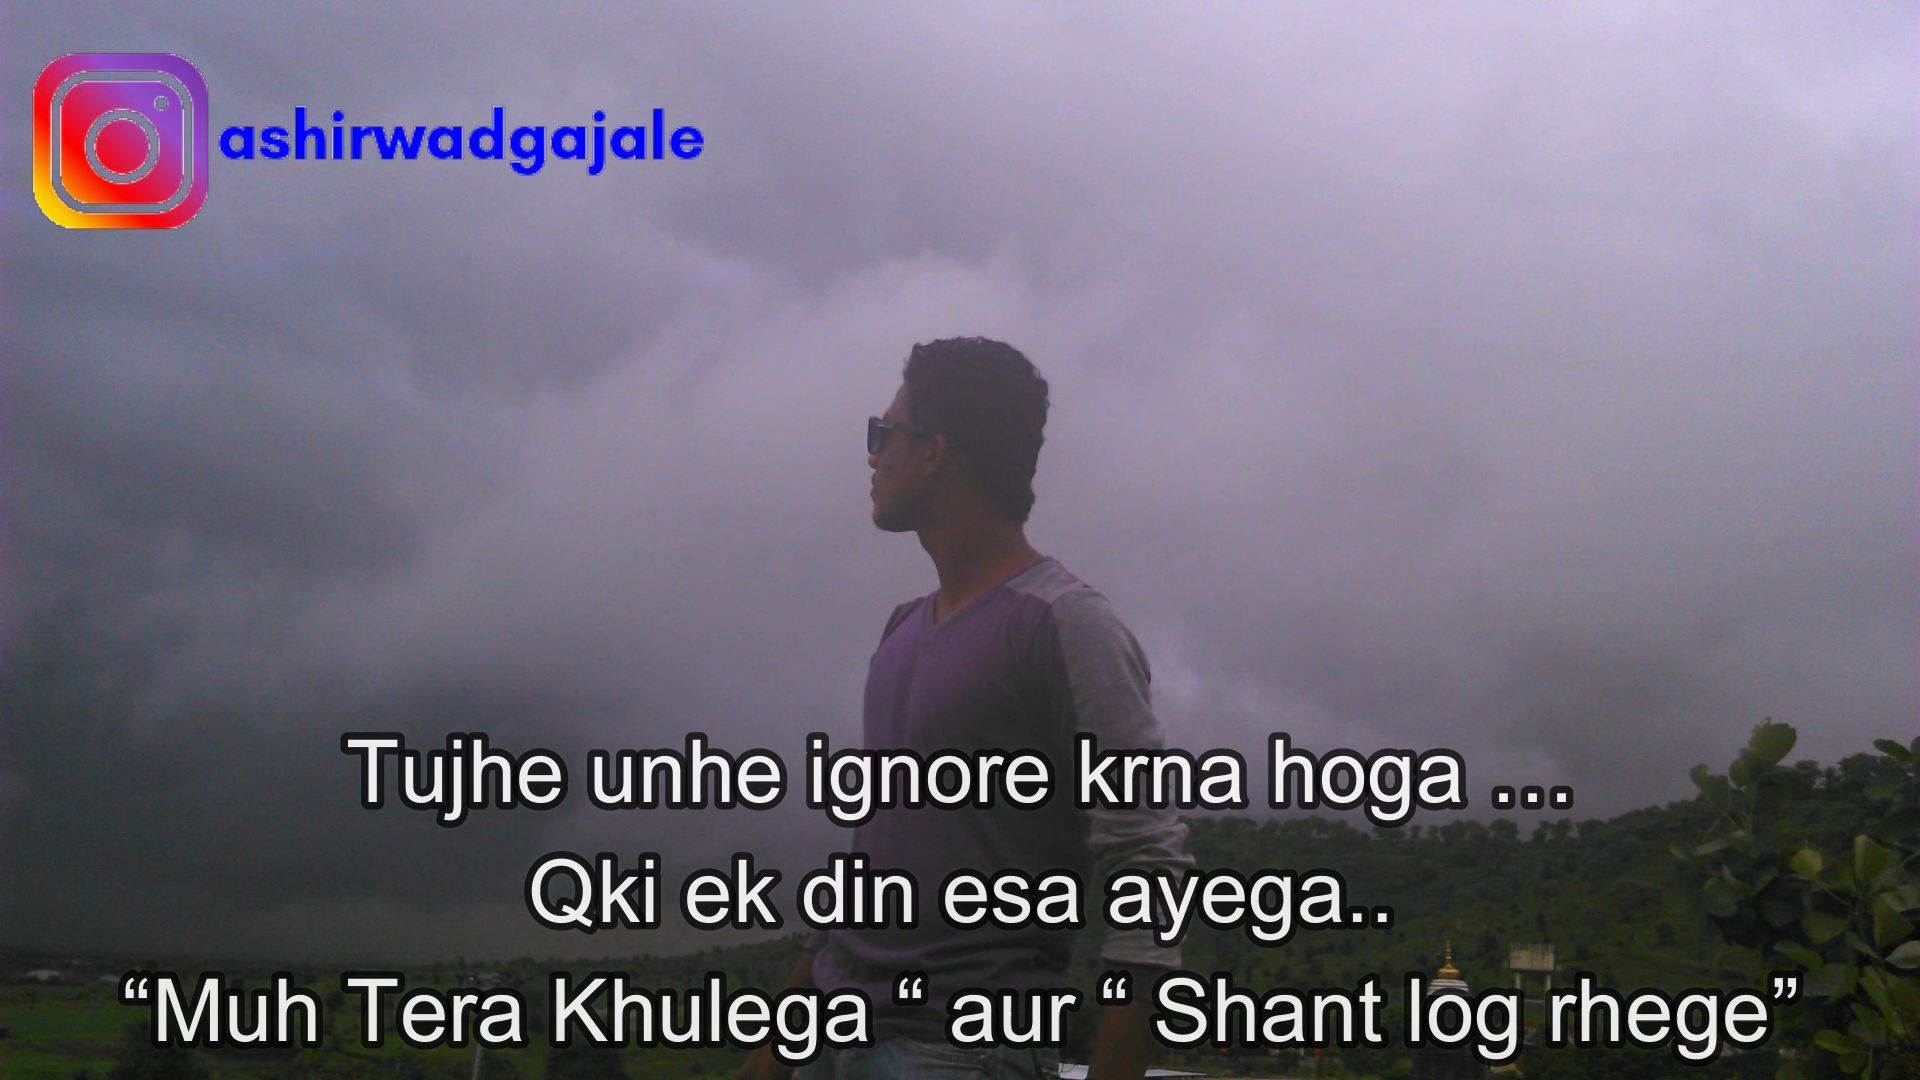 ashirwadgajale
Tujhe unhe ignore krna hoga ...
Qki ek din esa ayega..
“Muh Tera Khulega “ aur “ Shant log rhege”